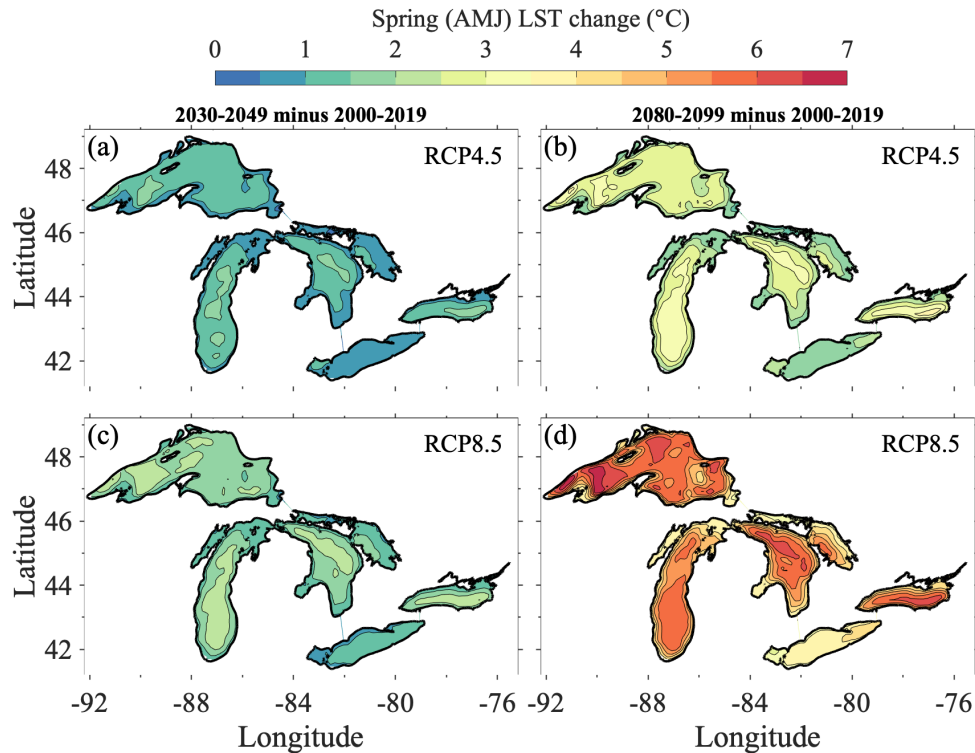 Spring (AMJ) LST change (°C)
0 1 2 3 4 5 6 7
2030-2049 minus 2000-2019
2080-2099 minus 2000-2019
(a)
RCP4.5
(b)
RCP4.5
48
46
44
42
Latitude
(c)
RCP8.5
(d)
RCP8.5
48
46
44
42
Latitude
-92 -88 -84 -80 -92 -88 -84 -80 -76
Longitude
Longitude